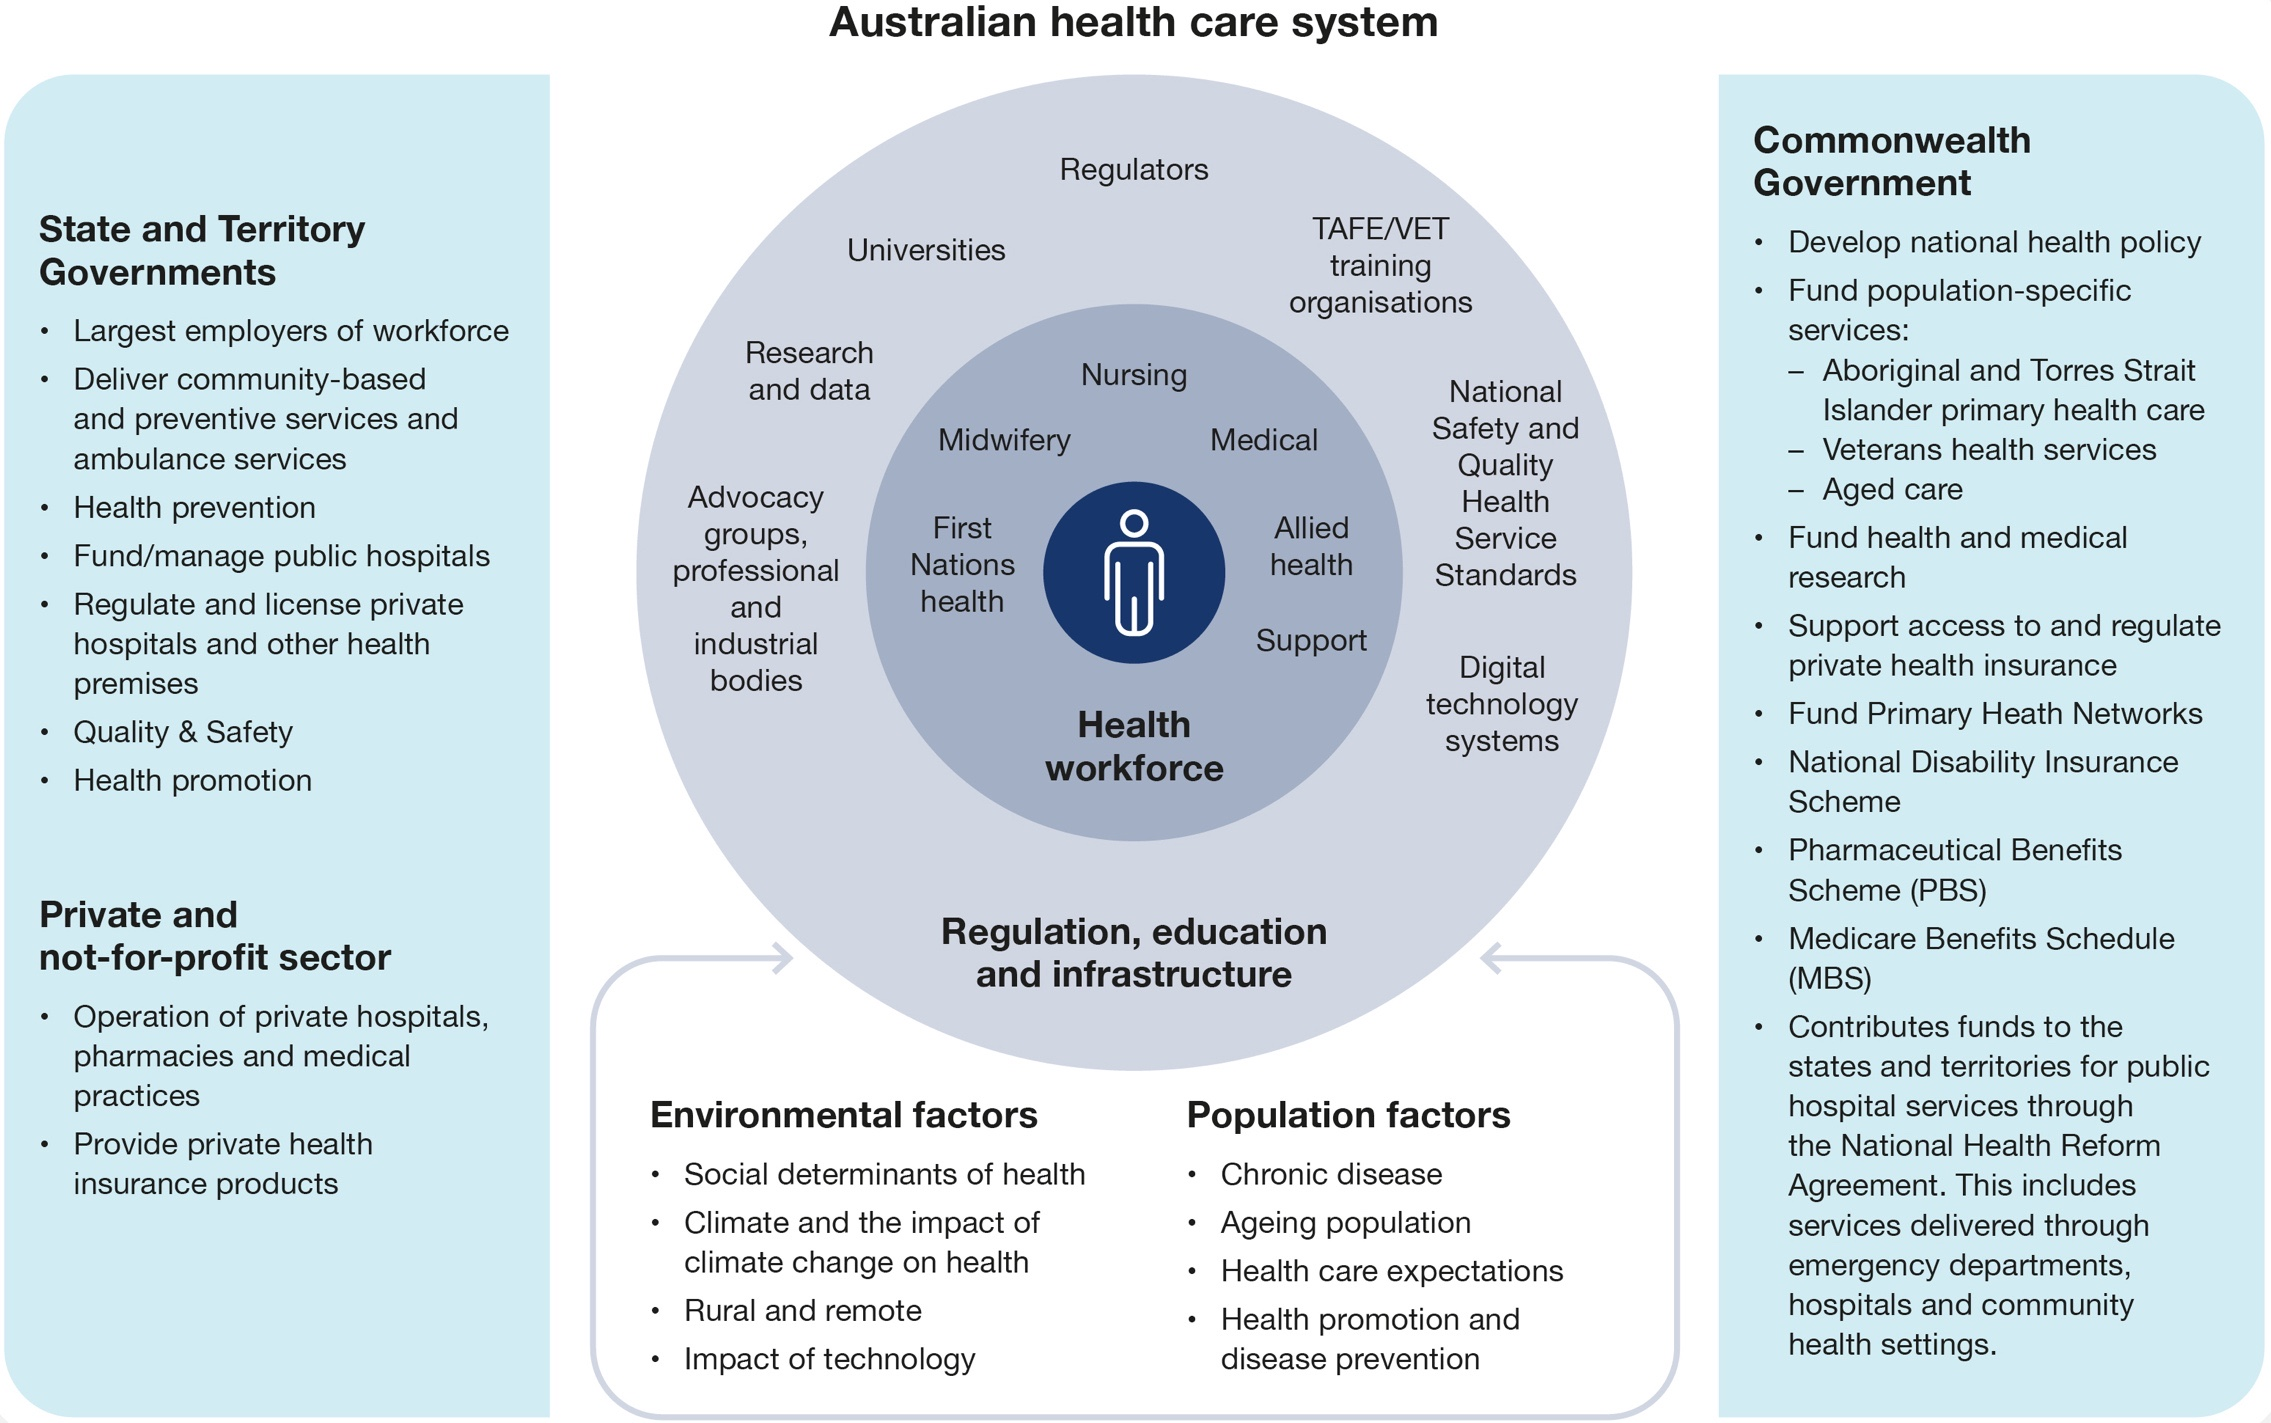 Australian health care system
State and Territory
Governments
• Largest employers of workforce
• Deliver community-based
and preventive services and
ambulance services
• Health prevention
• Fund/manage public hospitals
• Regulate and license private
hospitals and other health
premises
• Quality & Safety
• Health promotion
Private and
not-for-profit sector
• Operation of private hospitals,
pharmacies and medical
practices
• Provide private health
insurance products
Regulators
Universities
TAFE/VET
training
organisations
Research
and data
National
Safety and
Quality
Health
Service
Standards
Advocacy
groups,
professional
and
industrial
bodies
Digital
technology
systems
Nursing
Midwifery
Medical
First
Nations
health
Allied
health
Support
Health
workforce
Regulation, education
and infrastructure
Environmental factors
• Social determinants of health
• Climate and the impact of
climate change on health
• Rural and remote
• Impact of technology
Population factors
• Chronic disease
• Ageing population
• Health care expectations
• Health promotion and
disease prevention
Commonwealth
Government
• Develop national health policy
• Fund population-specific
services:
– Aboriginal and Torres Strait
Islander primary health care
– Veterans health services
– Aged care
• Fund health and medical
research
• Support access to and regulate
private health insurance
• Fund Primary Heath Networks
• National Disability Insurance
Scheme
• Pharmaceutical Benefits
Scheme (PBS)
• Medicare Benefits Schedule
(MBS)
• Contributes funds to the
states and territories for public
hospital services through
the National Health Reform
Agreement. This includes
services delivered through
emergency departments,
hospitals and community
health settings.